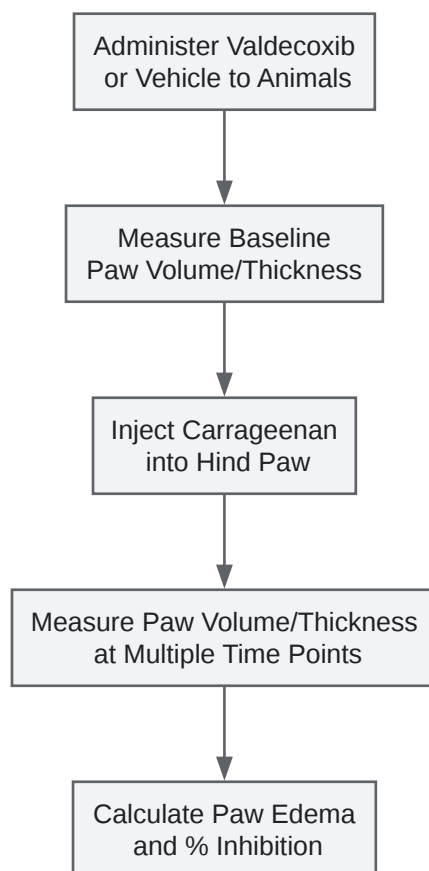 Administer Valdecoxib
or Vehicle to Animals
Measure Baseline
Paw Volume/Thickness
Inject Carrageenan
into Hind Paw
Measure Paw Volume/Thickness
at Multiple Time Points
Calculate Paw Edema
and % Inhibition